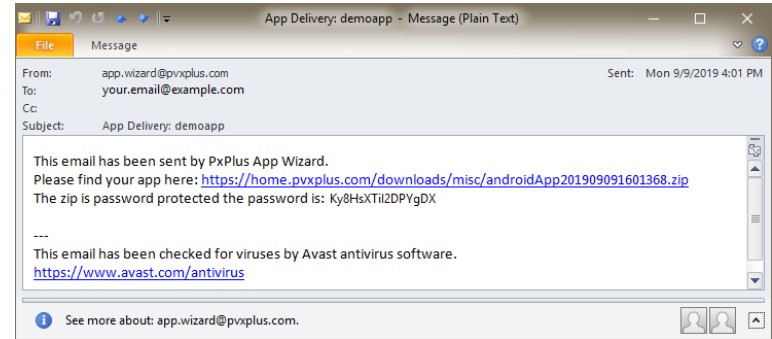 App Delivery: demoapp - Message (Plain Text)
File Message
From: app.wizard@pvxplus.com Sent: Mon 9/9/2019 4:01 PM
To: your.email@example.com
Cc:
Subject: App Delivery: demoapp
This email has been sent by PxPlus App Wizard.
Please find your app here: https://home.pvxplus.com/downloads/misc/androidApp201909091601368.zip
The zip is password protected the password is: Ky8HsXTil2DPYgDX
---
This email has been checked for viruses by Avast antivirus software.
https://www.avast.com/antivirus
See more about: app.wizard@pvxplus.com.